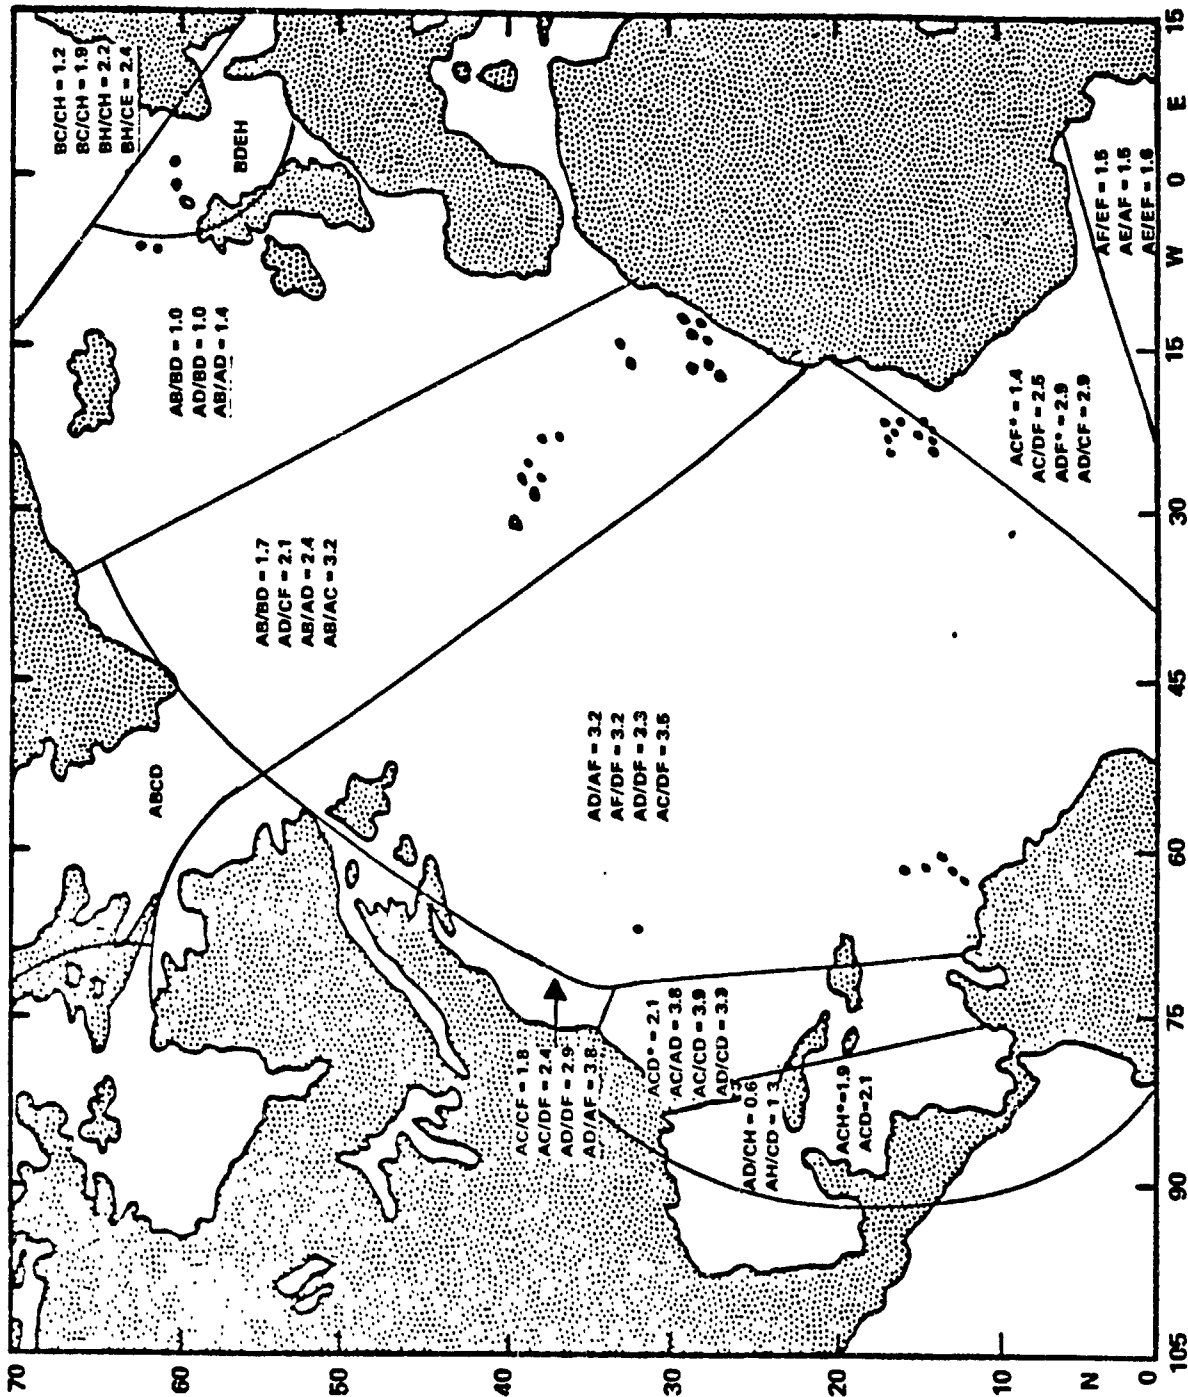 70
60
50
40
30
20
10
N
0
105
90
75
60
45
30
15
W
0
E
15
BC/CH = 1.2
BC/CH = 1.9
BH/CH = 2.2
BH/CE = 2.4
BDEH
AB/BD = 1.0
AD/BD = 1.0
AB/AD = 1.4
AB/BD = 1.7
AD/CF = 2.1
AB/AD = 2.4
AB/AC = 3.2
ABCD
AF/EF = 1.5
AE/AF = 1.5
AE/EF = 1.6
ACF* = 1.4
AC/DF = 2.5
ADF* = 2.9
AD/CF = 2.9
AD/AF = 3.2
AF/DF = 3.2
AD/DF = 3.3
AC/DF = 3.5
AC/CF = 1.8
AC/DF = 2.4
AD/DF = 2.9
AD/AF = 3.8
ACD* = 2.1
AC/AD = 3.8
AC/CD = 3.9
AD/CD = 3.9
AD/CH = 0.6
AH/CD = 1.3
ACH*=1.9
ACD=2.1